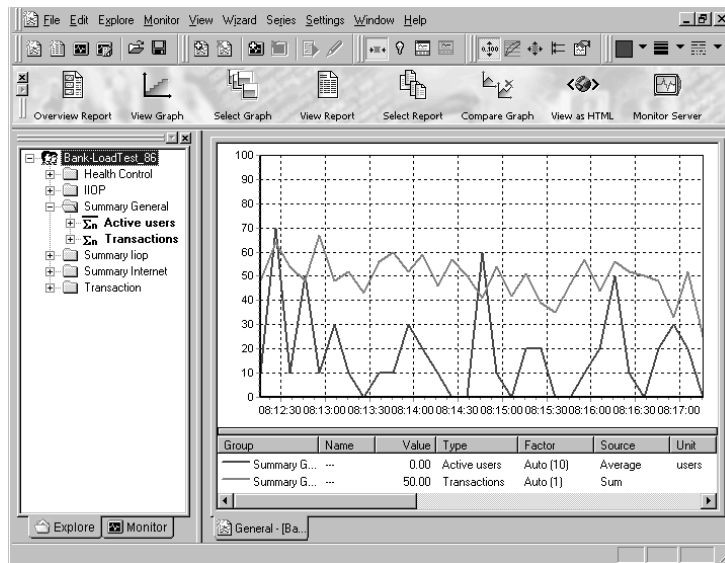 File Edit Explore Monitor View Wizard Series Settings Window Help
0,100
Overview Report View Graph Select Graph View Report Select Report Compare Graph View as HTML Monitor Server
Bank-LoadTest_86
Health Control
IIOP
Summary General
Σn Active users
Σn Transactions
Summary Iiop
Summary Internet
Transaction
100
90
80
70
60
50
40
30
20
10
0
08:12:30 08:13:00 08:13:30 08:14:00 08:14:30 08:15:00 08:15:30 08:16:00 08:16:30 08:17:00
Group Name Value Type Factor Source Unit
Summary G... --- 0.00 Active users Auto (10) Average users
Summary G... --- 50.00 Transactions Auto (1) Sum
Explore Monitor
General - [Ba...